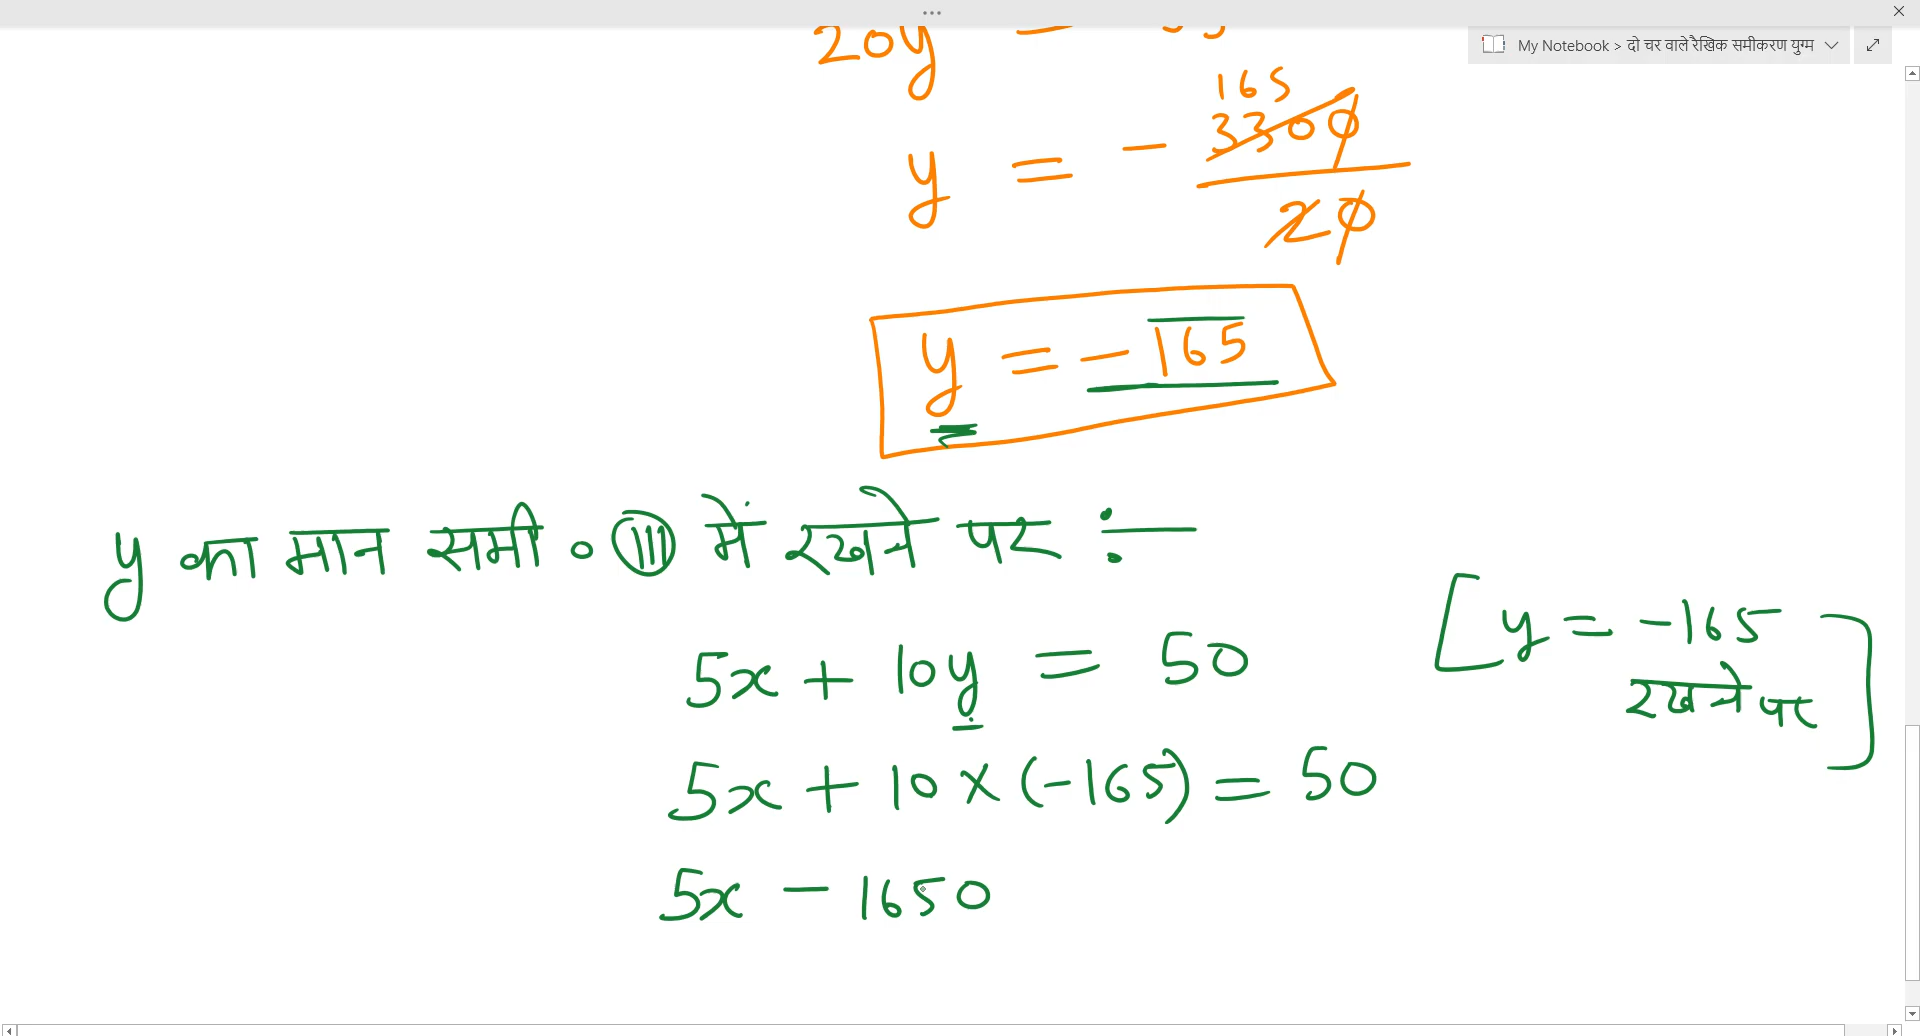 My Notebook > दो चर वाले रैखिक समीकरण युग्म
20y =
165
y = - 3300
20
y = -165
y का मान समी० (III) में रखने पर :-
5x + 10y = 50
[y = -165
रखने पर]
5x + 10 × (-165) = 50
5x - 1650